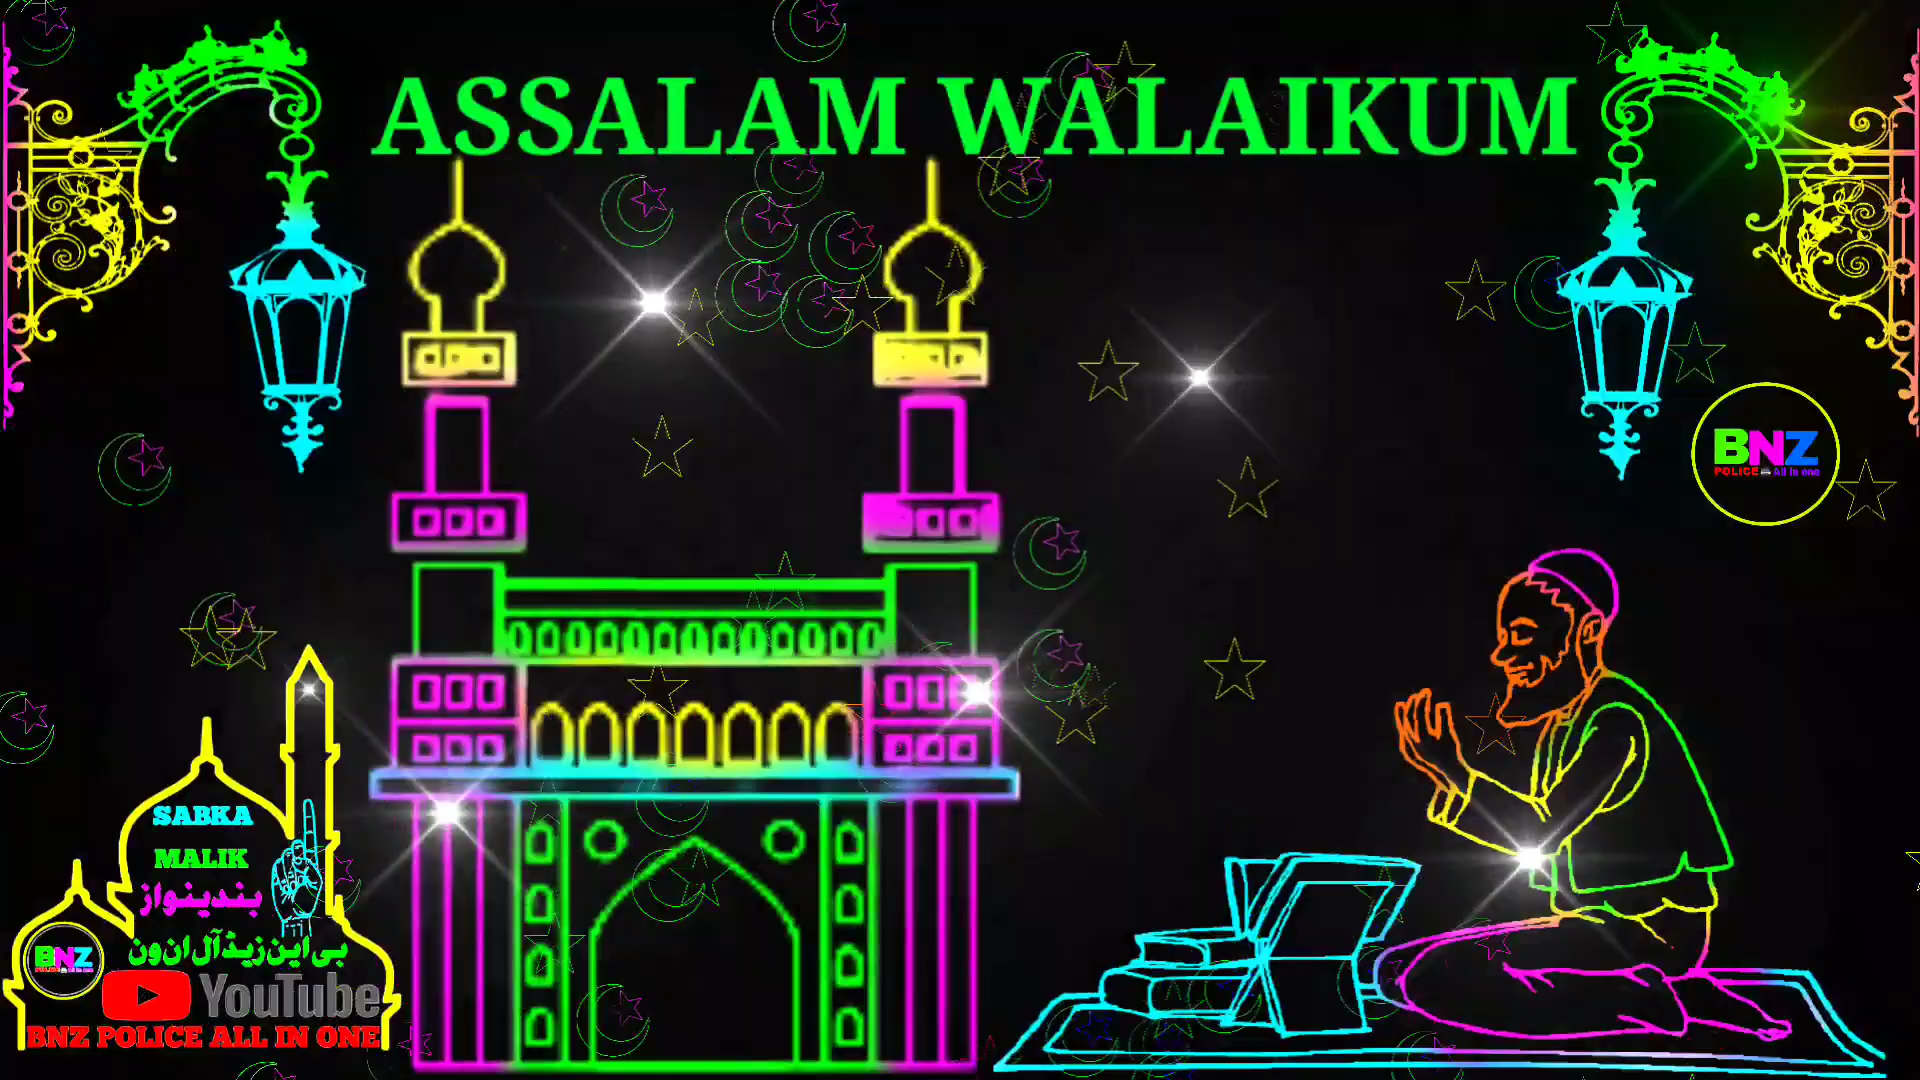 ASSALAM WALAIKUM
BNZ
POLICE All in one
SABKA
MALIK
بندینواز
بی این زیڈ آل ان ون
BNZ
YouTube
BNZ POLICE ALL IN ONE